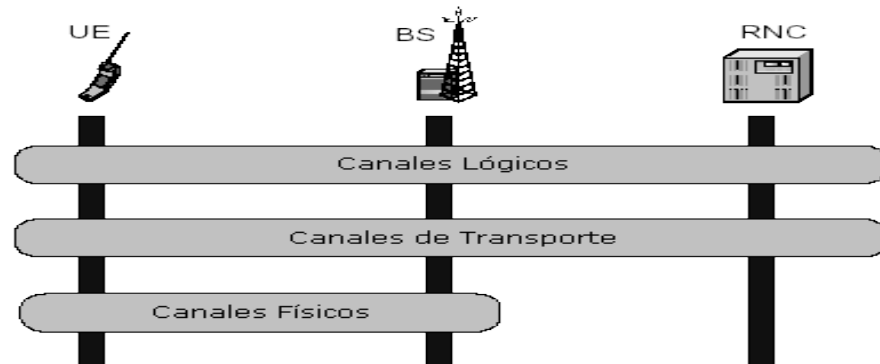 UE
BS
RNC
Canales Lógicos
Canales de Transporte
Canales Físicos